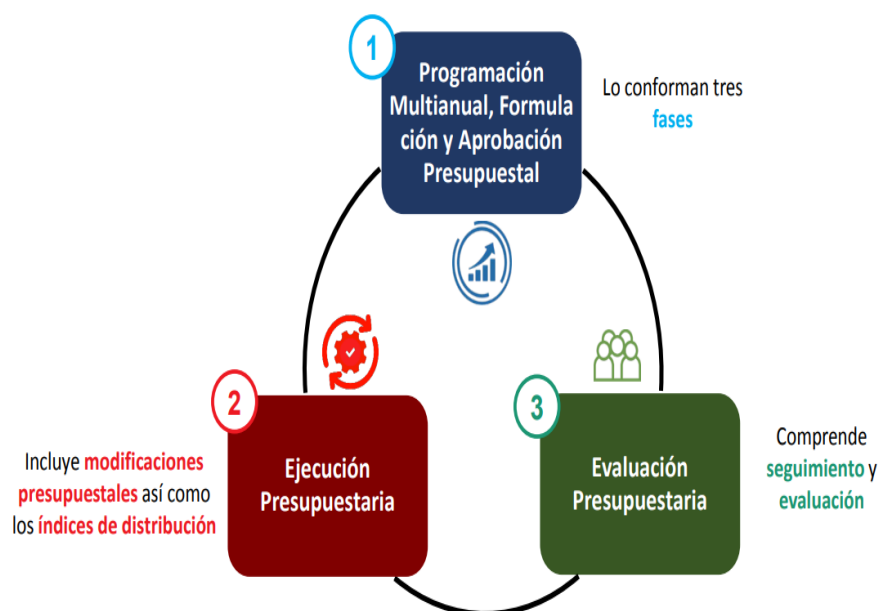 1
Programación
Multianual, Formula
ción y Aprobación
Presupuestal
Lo conforman tres
fases
2
Ejecución
Presupuestaria
Incluye modificaciones
presupuestales así como
los índices de distribución
3
Evaluación
Presupuestaria
Comprende
seguimiento y
evaluación